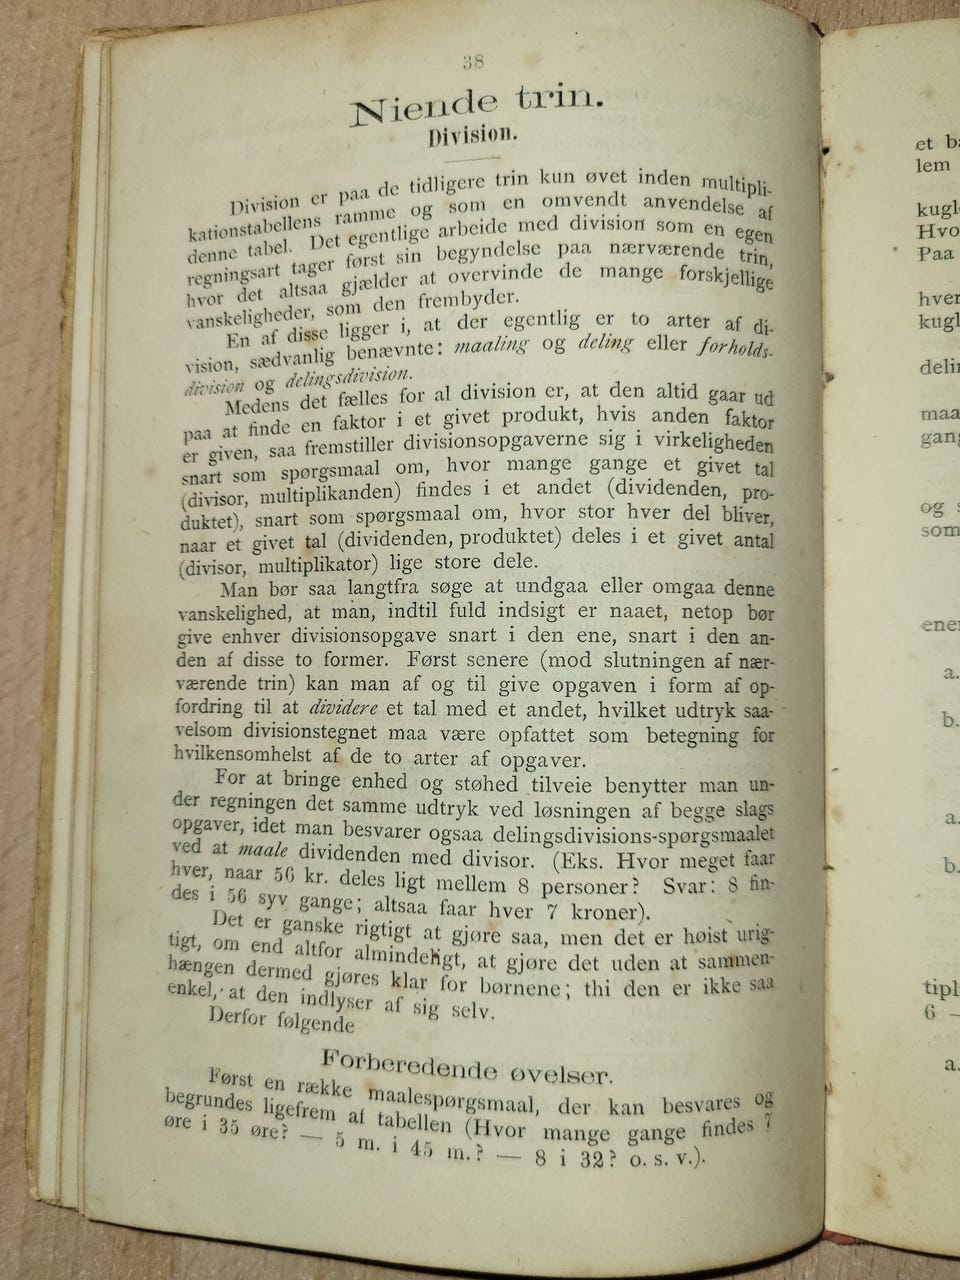 38
Niende trin.
Division.
Division er paa de tidligere trin kun øvet inden multipli-
kationstabellens ramme og som en omvendt anvendelse af
denne tabel. Det egentlige arbeide med division som en egen
regningsart tager først sin begyndelse paa nærværende trin,
hvor det altsaa gjælder at overvinde de mange forskjellige
vanskeligheder, som den frembyder.
En af disse ligger i, at der egentlig er to arter af di-
vision, sædvanlig benævnte: maaling og deling eller forholds-
division og delingsdivision.
Medens det fælles for al division er, at den altid gaar ud
paa at finde en faktor i et givet produkt, hvis anden faktor
er given, saa fremstiller divisionsopgaverne sig i virkeligheden
snart som spørgsmaal om, hvor mange gange et givet tal
(divisor, multiplikanden) findes i et andet (dividenden, pro-
duktet), snart som spørgsmaal om, hvor stor hver del bliver,
naar et givet tal (dividenden, produktet) deles i et givet antal
(divisor, multiplikator) lige store dele.
Man bør saa langtfra søge at undgaa eller omgaa denne
vanskelighed, at man, indtil fuld indsigt er naaet, netop bør
give enhver divisionsopgave snart i den ene, snart i den an-
den af disse to former. Først senere (mod slutningen af nær-
værende trin) kan man af og til give opgaven i form af op-
fordring til at dividere et tal med et andet, hvilket udtryk saa-
velsom divisionstegnet maa være opfattet som betegning for
hvilkensomhelst af de to arter af opgaver.
For at bringe enhed og støhed tilveie benytter man un-
der regningen det samme udtryk ved løsningen af begge slags
opgaver, idet man besvarer ogsaa delingsdivisions-spørgsmaalet
ved at maale dividenden med divisor. (Eks. Hvor meget faar
hver, naar 56 kr. deles ligt mellem 8 personer? Svar: 8 fin-
des i 56 syv gange; altsaa faar hver 7 kroner).
Det er ganske rigtigt at gjøre saa, men det er høist urig-
tigt, om end altfor almindeligt, at gjøre det uden at sammen-
hængen dermed gjøres klar for børnene; thi den er ikke saa
enkel, at den indlyser af sig selv.
Derfor følgende
Forberedende øvelser.
Først en række maalespørgsmaal, der kan besvares og
begrundes ligefrem af tabellen (Hvor mange gange findes 7
øre i 35 øre? — 5 m. i 45 m.? — 8 i 32? o. s. v.).
et
lem
kugl
Hvo
Paa
hver
kugl
deli
maa
gang
og
som
ene
a.
b.
a.
b.
tipl
6 —
a.